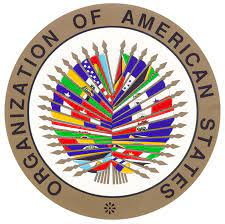 ORGANIZATION OF AMERICAN STATES